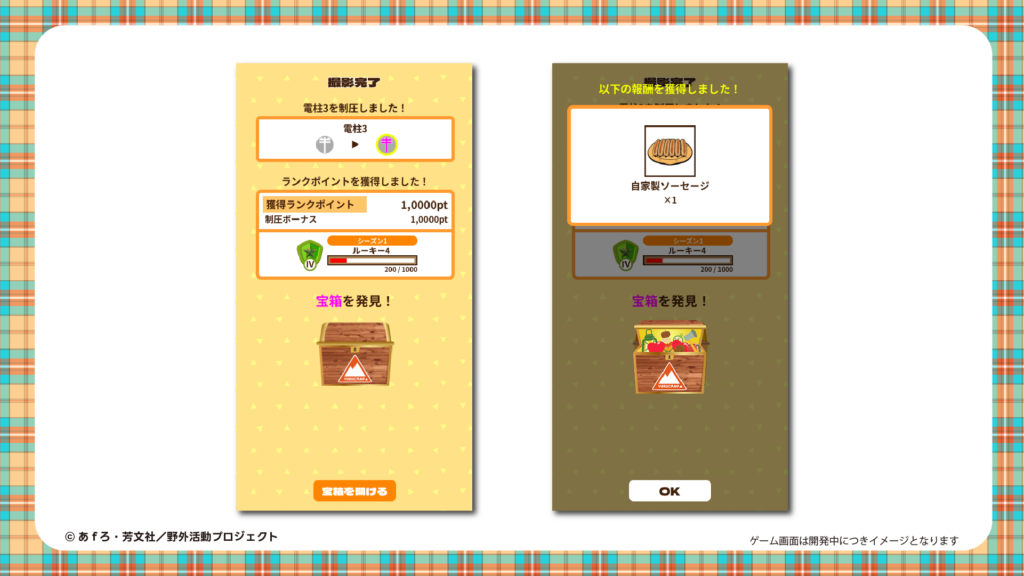 撮影完了
電柱3を制圧しました!
電柱3
ランクポイントを獲得しました!
獲得ランクポイント 1,0000pt
制圧ボーナス 1,0000pt
シーズン1
ルーキー4
IV
200 / 1000
宝箱を発見!
宝箱を開ける
撮影完了
以下の報酬を獲得しました!
自家製ソーセージ
×1
シーズン1
ルーキー4
IV
200 / 1000
宝箱を発見!
OK
© あfろ・芳文社/野外活動プロジェクト
ゲーム画面は開発中につきイメージとなります